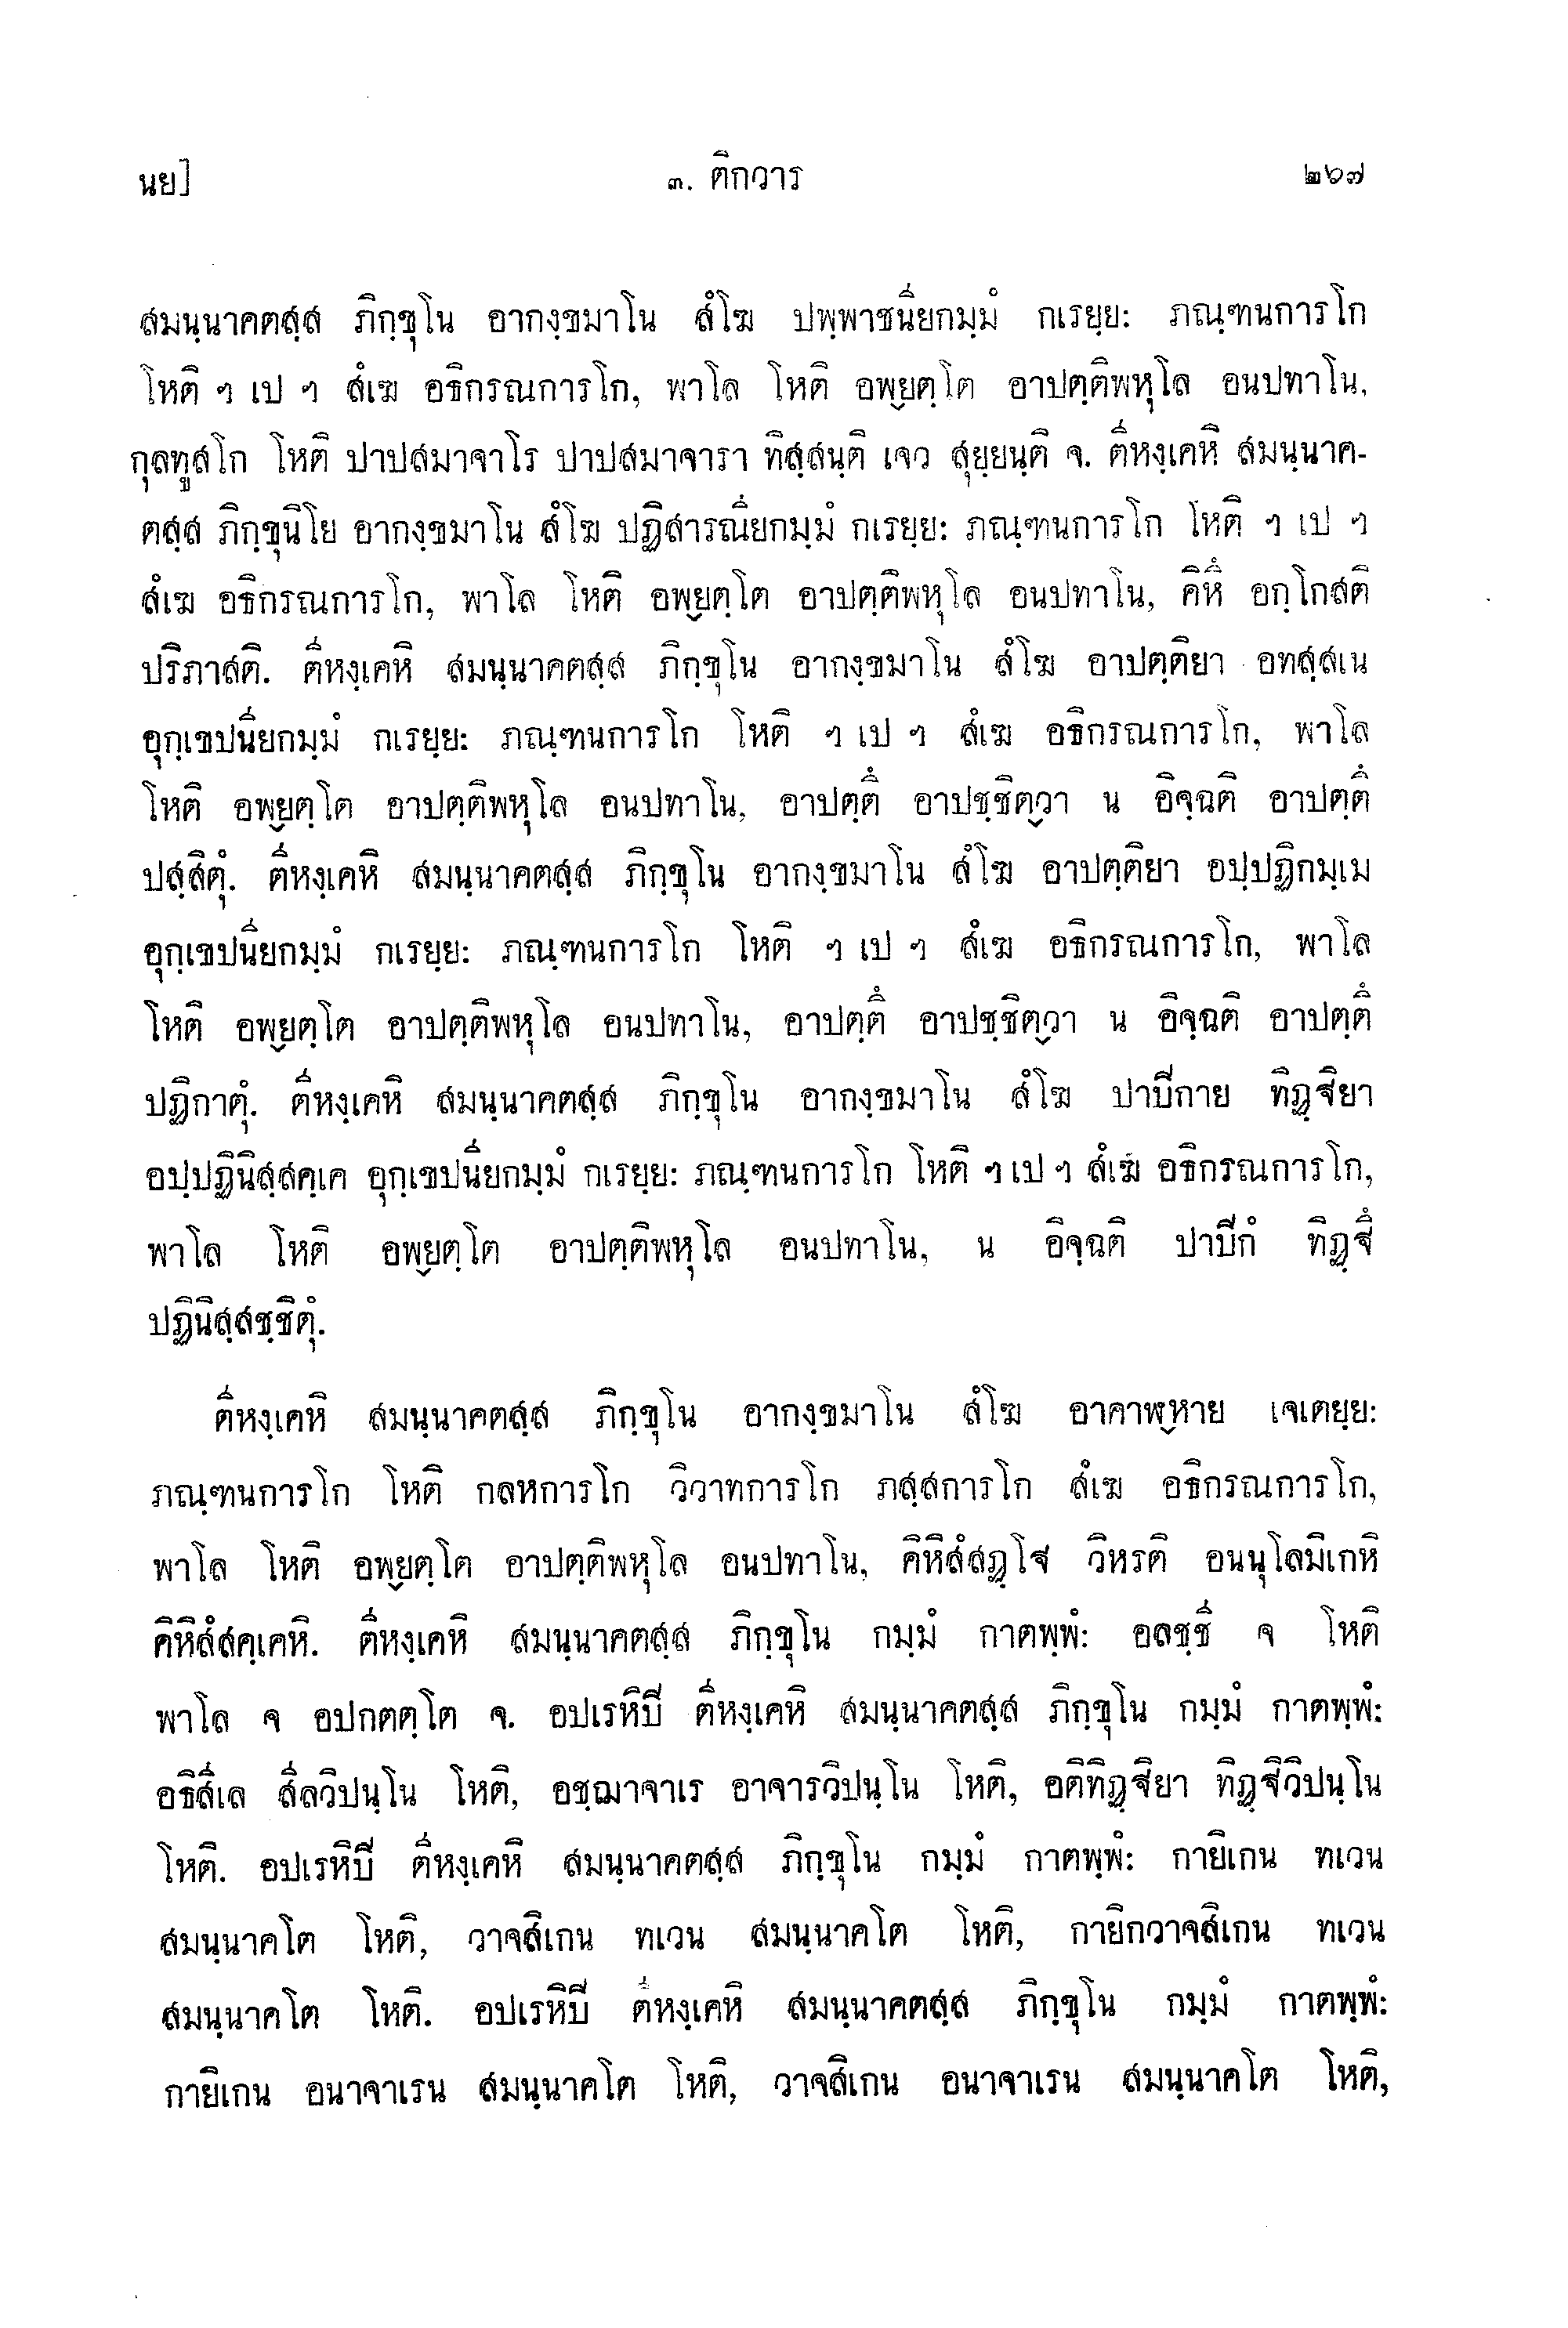 นย]
๓. ติกวาร
๒๖๗
สมนฺนาคตสฺส ภิกฺขุโน อากงฺขมาโน สํโฆ ปพฺพาชนียกมฺมํ กเรยฺย: ภณฺฑนการโก
โหติ ฯ เป ฯ สํเฆ อธิกรณการโก, พาโล โหติ อพฺยตฺโต อาปตฺติพหุโล อนปทาโน,
กุลทูสโก โหติ ปาปสมาจาโร ปาปสมาจารา ทิสฺสนฺติ เจว สุยฺยนฺติ จ. ตีหงฺเคหิ สมนฺนาค-
ตสฺส ภิกฺขุนิโย อากงฺขมาโน สํโฆ ปฏิสารณียกมฺมํ กเรยฺย: ภณฺฑนการโก โหติ ฯ เป ฯ
สํเฆ อธิกรณการโก, พาโล โหติ อพฺยตฺโต อาปตฺติพหุโล อนปทาโน, คิหึ อกฺโกสติ
ปริภาสติ. ตีหงฺเคหิ สมนฺนาคตสฺส ภิกฺขุโน อากงฺขมาโน สํโฆ อาปตฺติยา อทสฺสเน
อุกฺเขปนียกมฺมํ กเรยฺย: ภณฺฑนการโก โหติ ฯ เป ฯ สํเฆ อธิกรณการโก, พาโล
โหติ อพฺยตฺโต อาปตฺติพหุโล อนปทาโน, อาปตฺตึ อาปชฺชิตฺวา น อิจฺฉติ อาปตฺตึ
ปสฺสิตุํ. ตีหงฺเคหิ สมนฺนาคตสฺส ภิกฺขุโน อากงฺขมาโน สํโฆ อาปตฺติยา อปฺปฏิกมฺเม
อุกฺเขปนียกมฺมํ กเรยฺย: ภณฺฑนการโก โหติ ฯ เป ฯ สํเฆ อธิกรณการโก, พาโล
โหติ อพฺยตฺโต อาปตฺติพหุโล อนปทาโน, อาปตฺตึ อาปชฺชิตฺวา น อิจฺฉติ อาปตฺตึ
ปฏิกาตุํ. ตีหงฺเคหิ สมนฺนาคตสฺส ภิกฺขุโน อากงฺขมาโน สํโฆ ปาปิกาย ทิฏฺฐิยา
อปฺปฏินิสฺสคฺเค อุกฺเขปนียกมฺมํ กเรยฺย: ภณฺฑนการโก โหติ ฯ เป ฯ สํเฆ อธิกรณการโก,
พาโล โหติ อพฺยตฺโต อาปตฺติพหุโล อนปทาโน, น อิจฺฉติ ปาปิกํ ทิฏฺฐึ
ปฏินิสฺสชฺชิตุํ.
ตีหงฺเคหิ สมนฺนาคตสฺส ภิกฺขุโน อากงฺขมาโน สํโฆ อาคาฬฺหาย เจเตยฺย:
ภณฺฑนการโก โหติ กลหการโก วิวาทการโก ภสฺสการโก สํเฆ อธิกรณการโก,
พาโล โหติ อพฺยตฺโต อาปตฺติพหุโล อนปทาโน, คิหิสํสฏฺโฐ วิหรติ อนนุโลมิเกหิ
คิหิสํสคฺเคหิ. ตีหงฺเคหิ สมนฺนาคตสฺส ภิกฺขุโน กมฺมํ กาตพฺพํ: อลชฺชี จ โหติ
พาโล จ อปกตตฺโต จ. อปเรหิปิ ตีหงฺเคหิ สมนฺนาคตสฺส ภิกฺขุโน กมฺมํ กาตพฺพํ:
อธิสีเล สีลวิปนฺโน โหติ, อชฺฌาจาเร อาจารวิปนฺโน โหติ, อติทิฏฺฐิยา ทิฏฺฐิวิปนฺโน
โหติ. อปเรหิปิ ตีหงฺเคหิ สมนฺนาคตสฺส ภิกฺขุโน กมฺมํ กาตพฺพํ: กายิเกน ทเวน
สมนฺนาคโต โหติ, วาจสิเกน ทเวน สมนฺนาคโต โหติ, กายิกวาจสิเกน ทเวน
สมนฺนาคโต โหติ. อปเรหิปิ ตีหงฺเคหิ สมนฺนาคตสฺส ภิกฺขุโน กมฺมํ กาตพฺพํ:
กายิเกน อนาจาเรน สมนฺนาคโต โหติ, วาจสิเกน อนาจาเรน สมนฺนาคโต โหติ,